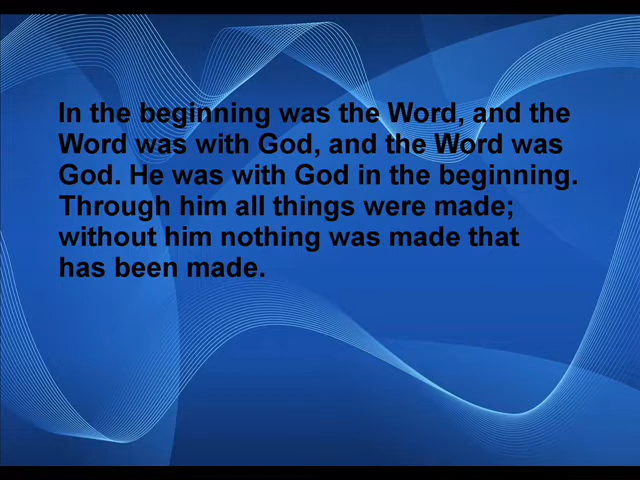 In the beginning was the Word, and the
Word was with God, and the Word was
God. He was with God in the beginning.
Through him all things were made;
without him nothing was made that
has been made.